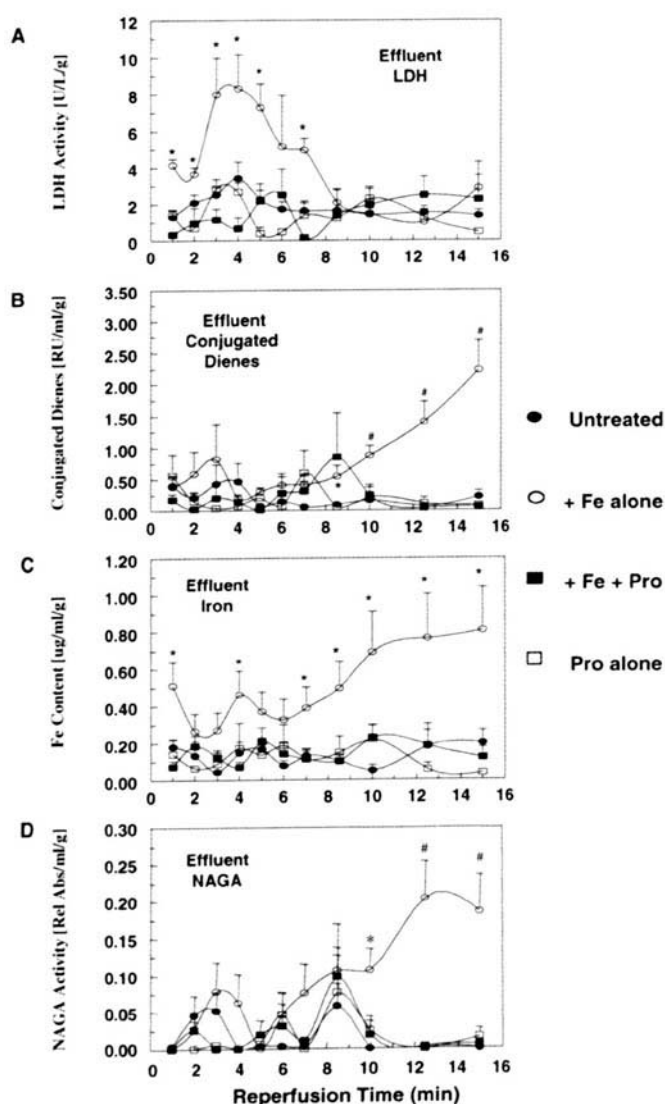 A
LDH Activity [U/L/g]
12
10
8
6
4
2
0
Effluent
LDH
* * * * * *
0 2 4 6 8 10 12 14 16
B
Conjugated Dienes [RU/ml/g]
3.50
3.00
2.50
2.00
1.50
1.00
0.50
0.00
Effluent
Conjugated
Dienes
* # # #
0 2 4 6 8 10 12 14 16
Untreated
+ Fe alone
+ Fe + Pro
Pro alone
C
Fe Content [ug/ml/g]
1.20
1.00
0.80
0.60
0.40
0.20
0.00
Effluent
Iron
* * * * * * *
0 2 4 6 8 10 12 14 16
D
NAGA Activity [Rel Abs/ml/g]
0.30
0.25
0.20
0.15
0.10
0.05
0.00
Effluent
NAGA
* # #
0 2 4 6 8 10 12 14 16
Reperfusion Time (min)